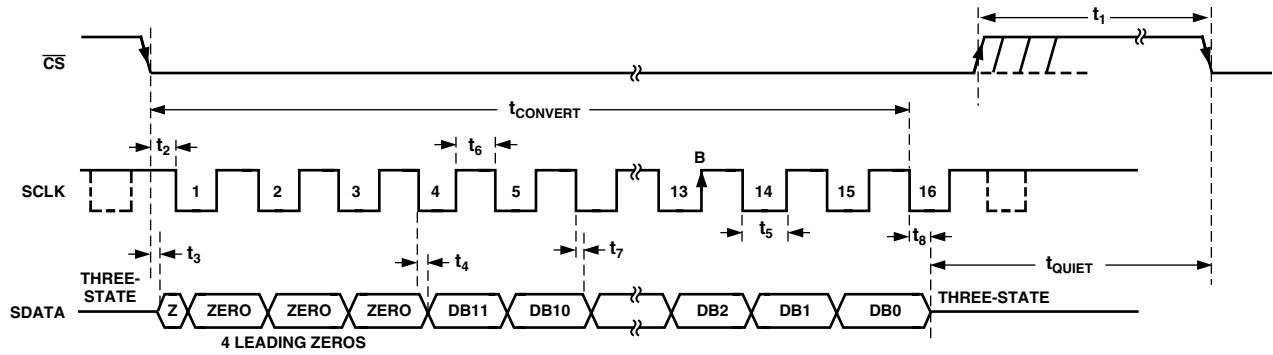 t1
CS
tCONVERT
t2
t6
B
SCLK
1 2 3 4 5 13 14 15 16
t3
t4
t7
t5
t8
tQUIET
THREE-
STATE
THREE-STATE
SDATA
Z ZERO ZERO ZERO DB11 DB10 DB2 DB1 DB0
4 LEADING ZEROS